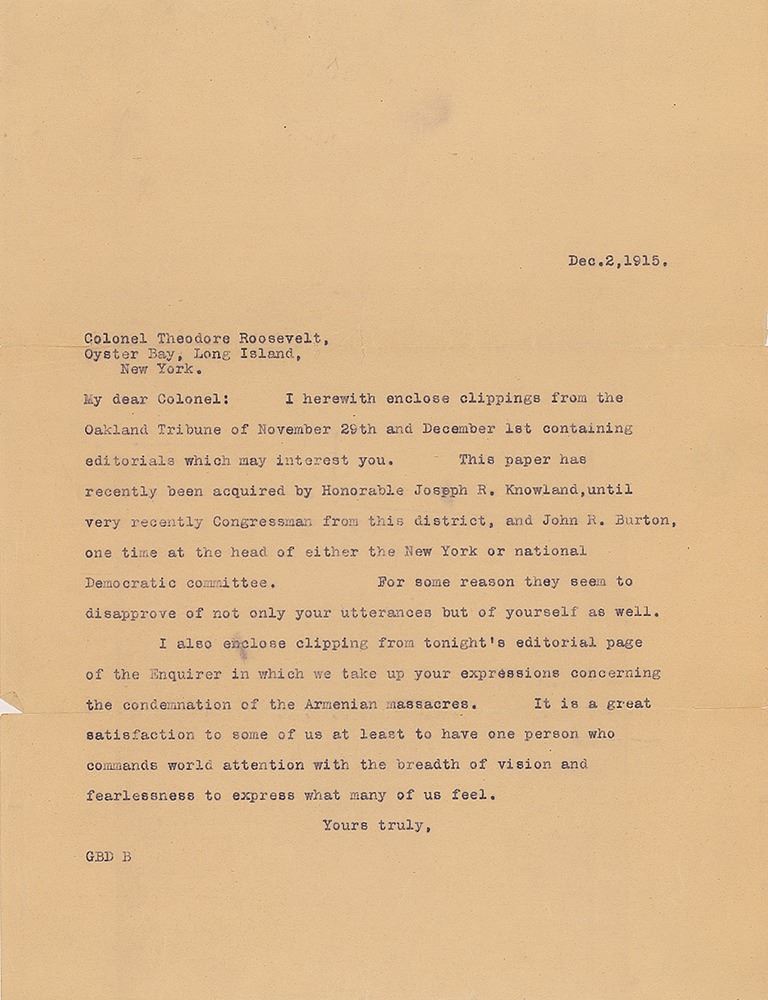 Dec.2,1915.
Colonel Theodore Roosevelt,
Oyster Bay, Long Island,
New York.
My dear Colonel: I herewith enclose clippings from the
Oakland Tribune of November 29th and December 1st containing
editorials which may interest you. This paper has
recently been acquired by Honorable Joseph R. Knowland,until
very recently Congressman from this district, and John R. Burton,
one time at the head of either the New York or national
Democratic committee. For some reason they seem to
disapprove of not only your utterances but of yourself as well.
I also enclose clipping from tonight's editorial page
of the Enquirer in which we take up your expressions concerning
the condemnation of the Armenian massacres. It is a great
satisfaction to some of us at least to have one person who
commands world attention with the breadth of vision and
fearlessness to express what many of us feel.
Yours truly,
GBD B